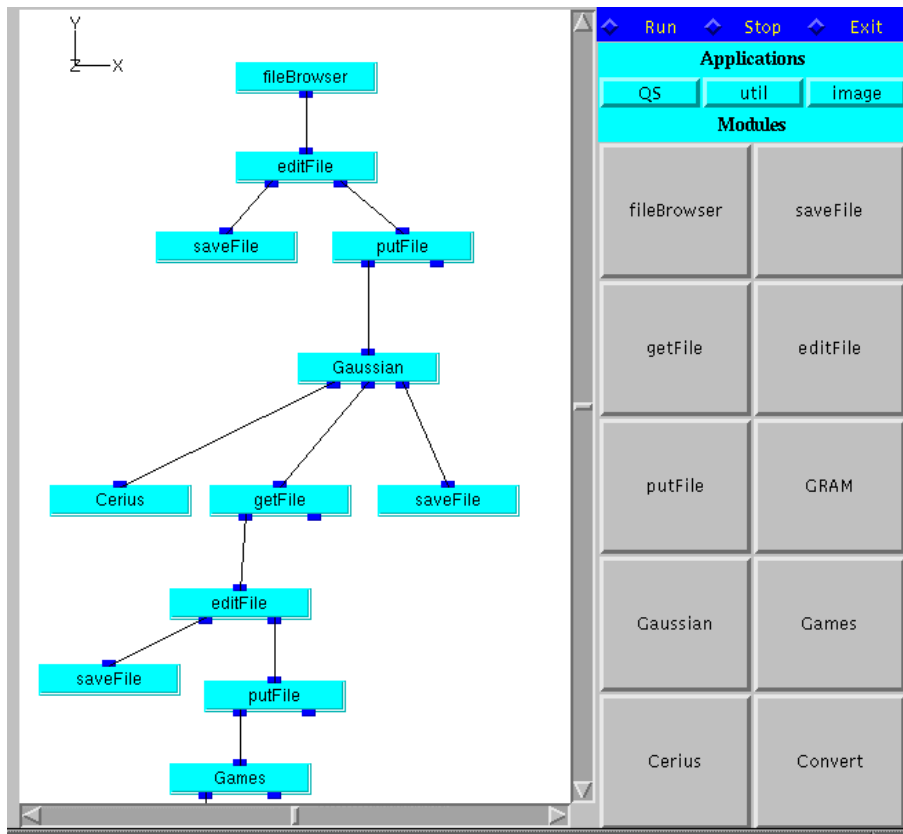 Y
Z X
fileBrowser
editFile
saveFile putFile
Gaussian
Cerius getFile saveFile
editFile
saveFile
putFile
Games
Run Stop Exit
Applications
QS util image
Modules
fileBrowser saveFile
getFile editFile
putFile GRAM
Gaussian Games
Cerius Convert